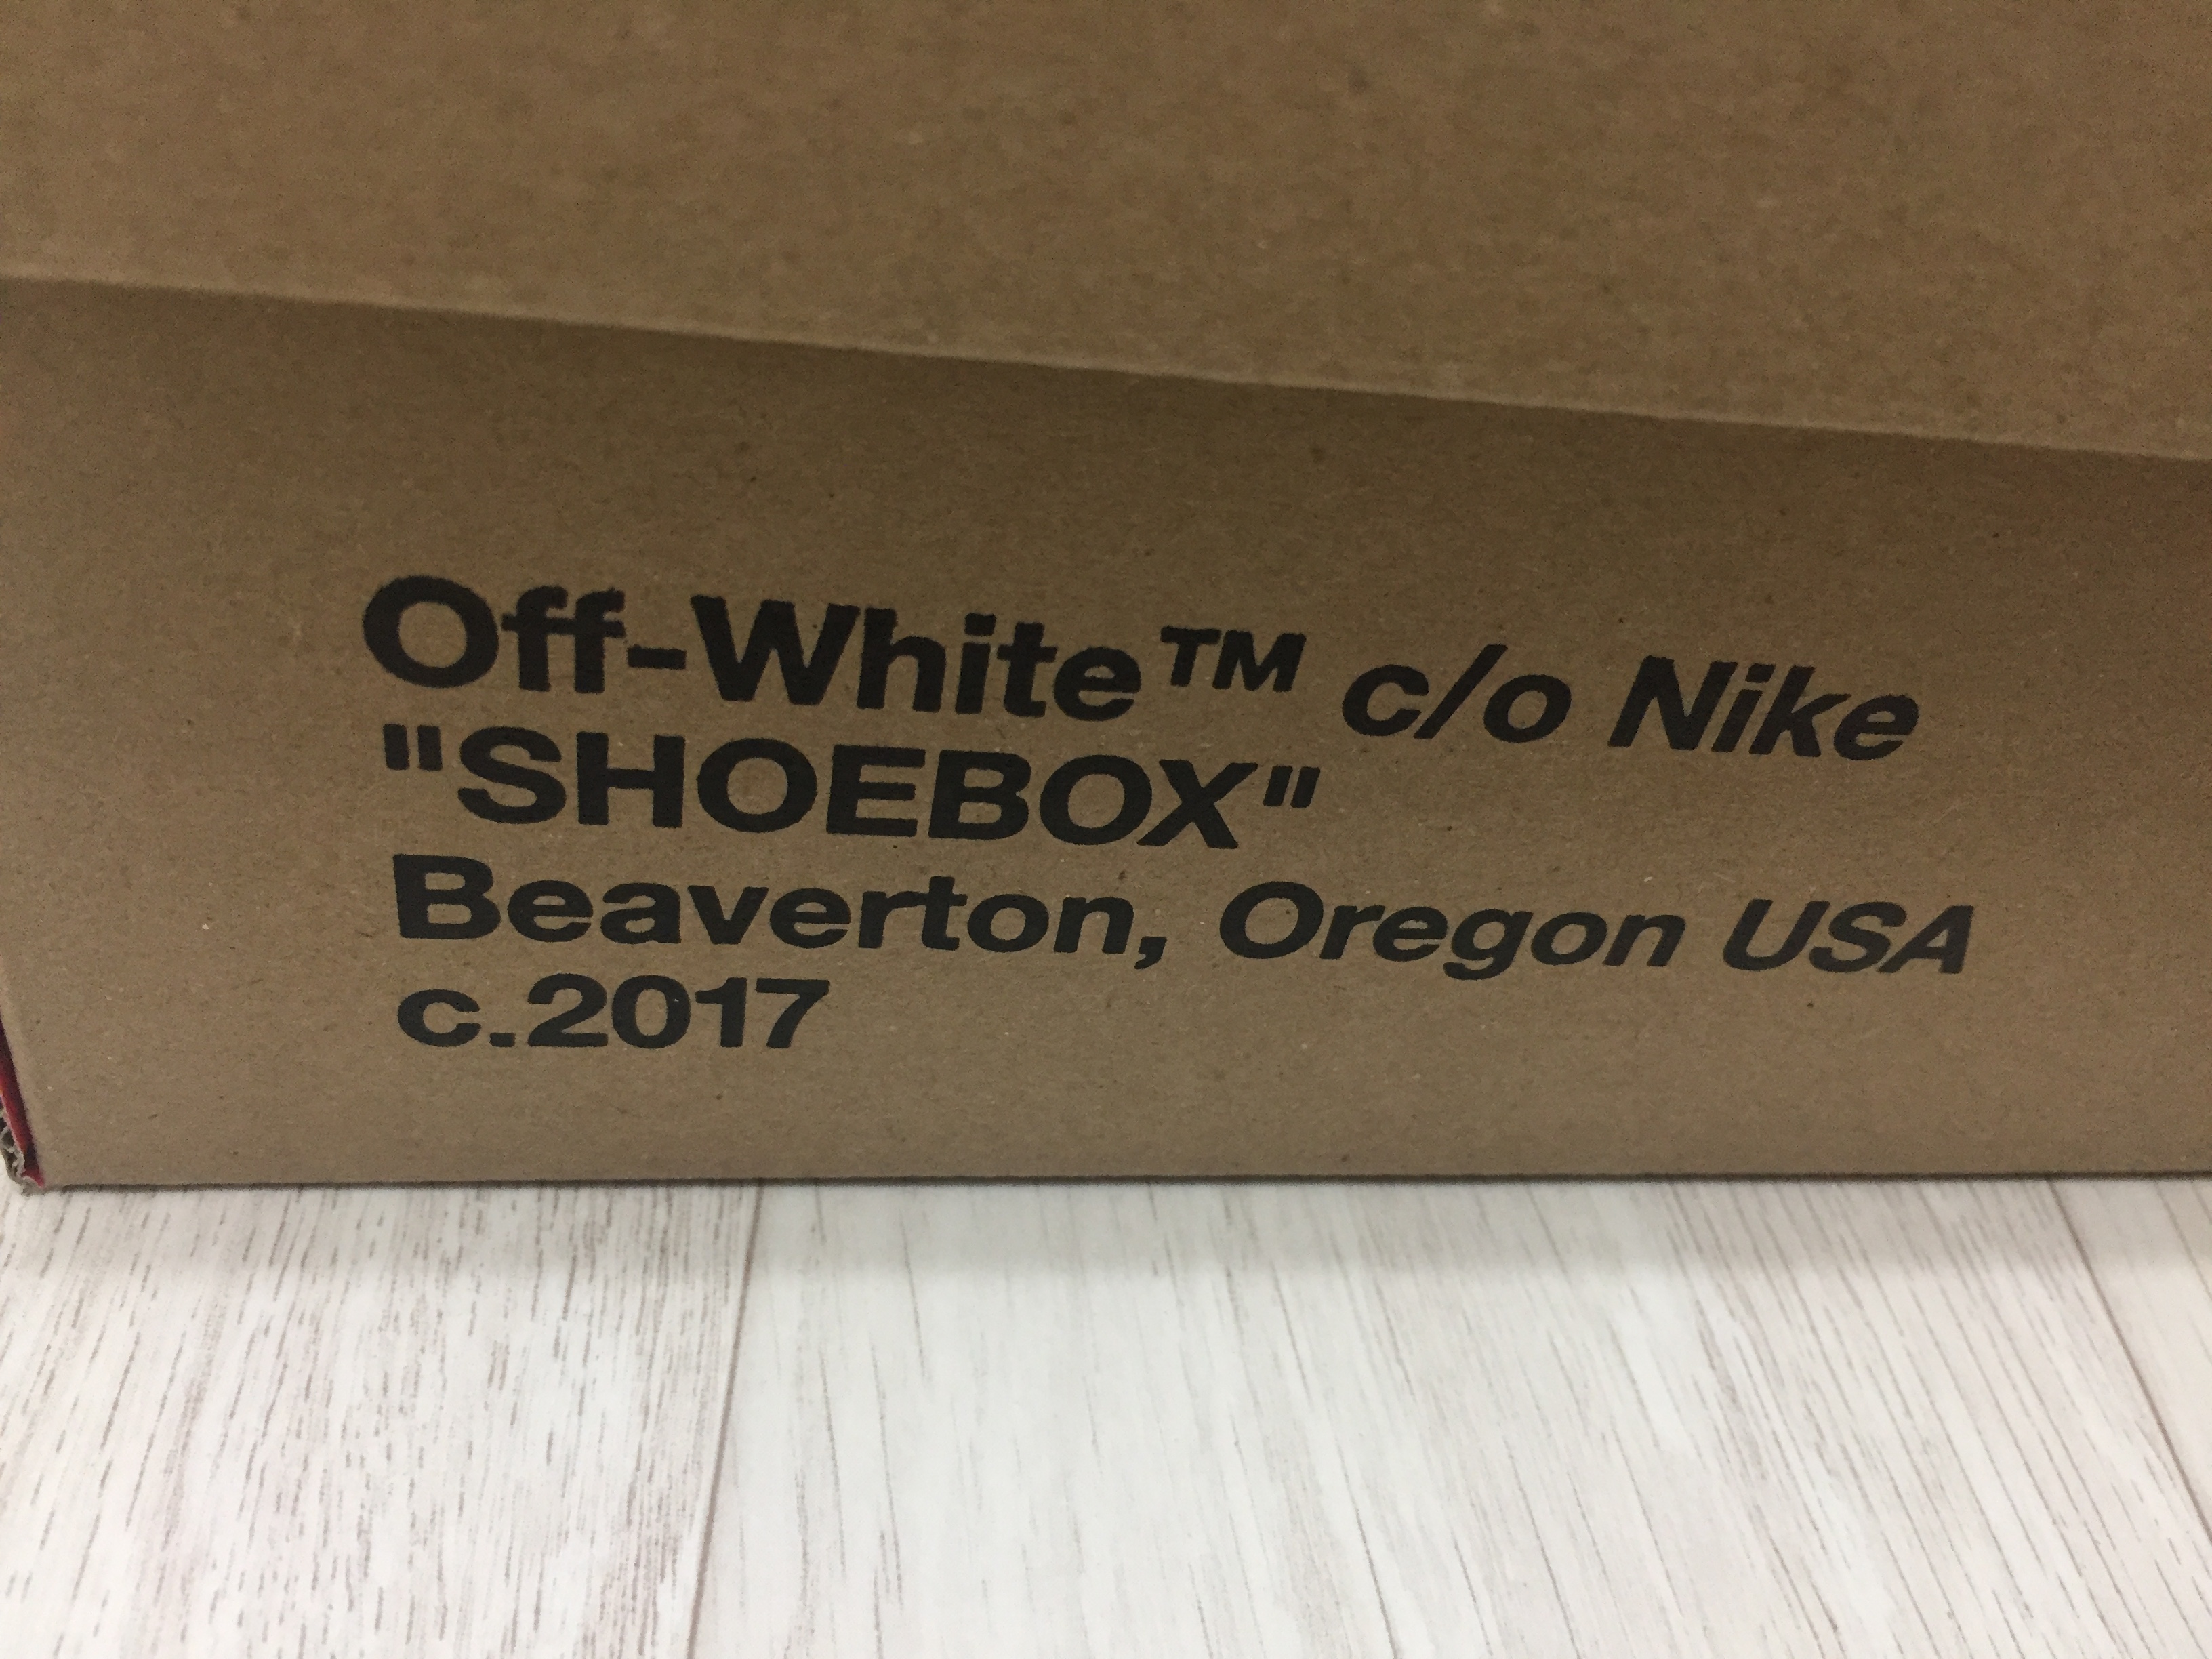 Off-White™ c/o Nike
"SHOEBOX"
Beaverton, Oregon USA
c.2017